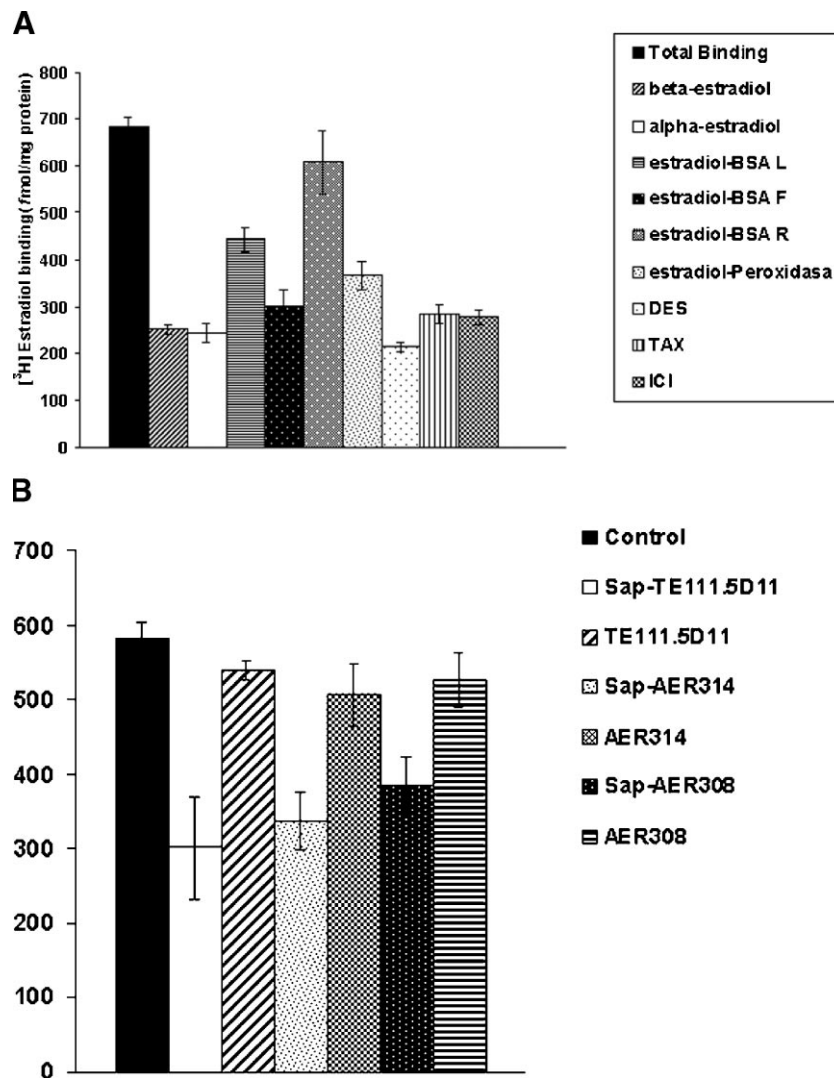 A
[³H] Estradiol binding( fmol/mg protein)
800
700
600
500
400
300
200
100
0
Total Binding
beta-estradiol
alpha-estradiol
estradiol-BSA L
estradiol-BSA F
estradiol-BSA R
estradiol-Peroxidasa
DES
TAX
ICI
B
700
600
500
400
300
200
100
0
Control
Sap-TE111.5D11
TE111.5D11
Sap-AER314
AER314
Sap-AER308
AER308